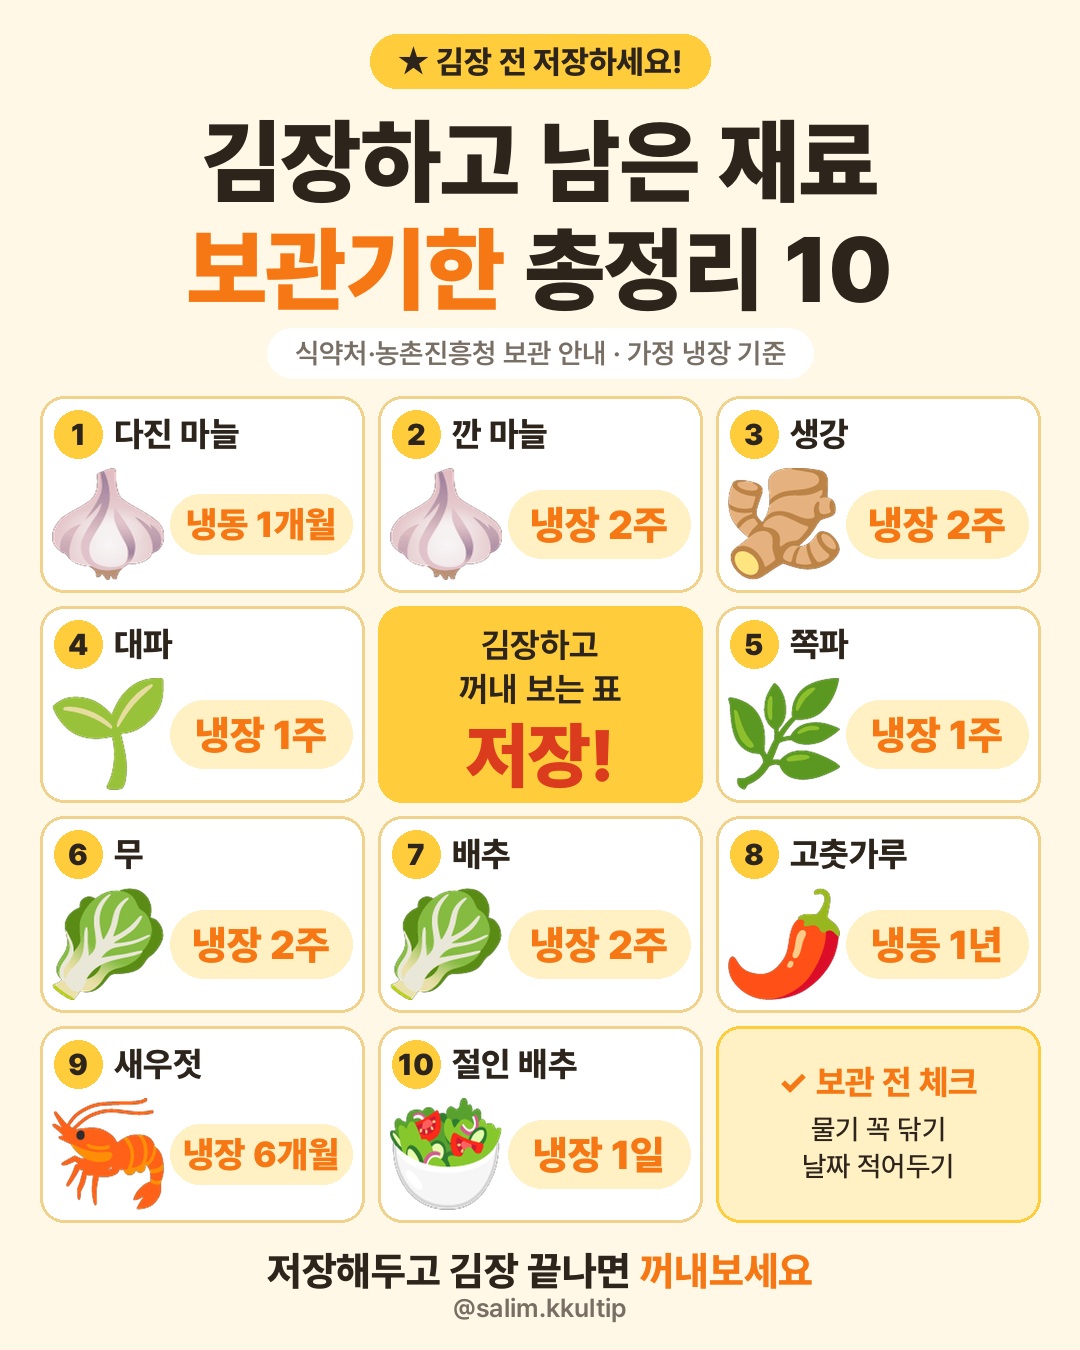 ★ 김장 전 저장하세요!
김장하고 남은 재료
보관기한 총정리 10
식약처·농촌진흥청 보관 안내 · 가정 냉장 기준
1 다진 마늘
냉동 1개월
2 깐 마늘
냉장 2주
3 생강
냉장 2주
4 대파
냉장 1주
김장하고
꺼내 보는 표
저장!
5 쪽파
냉장 1주
6 무
냉장 2주
7 배추
냉장 2주
8 고춧가루
냉동 1년
9 새우젓
냉장 6개월
10 절인 배추
냉장 1일
✓ 보관 전 체크
물기 꼭 닦기
날짜 적어두기
저장해두고 김장 끝나면 꺼내보세요
@salim.kkultip